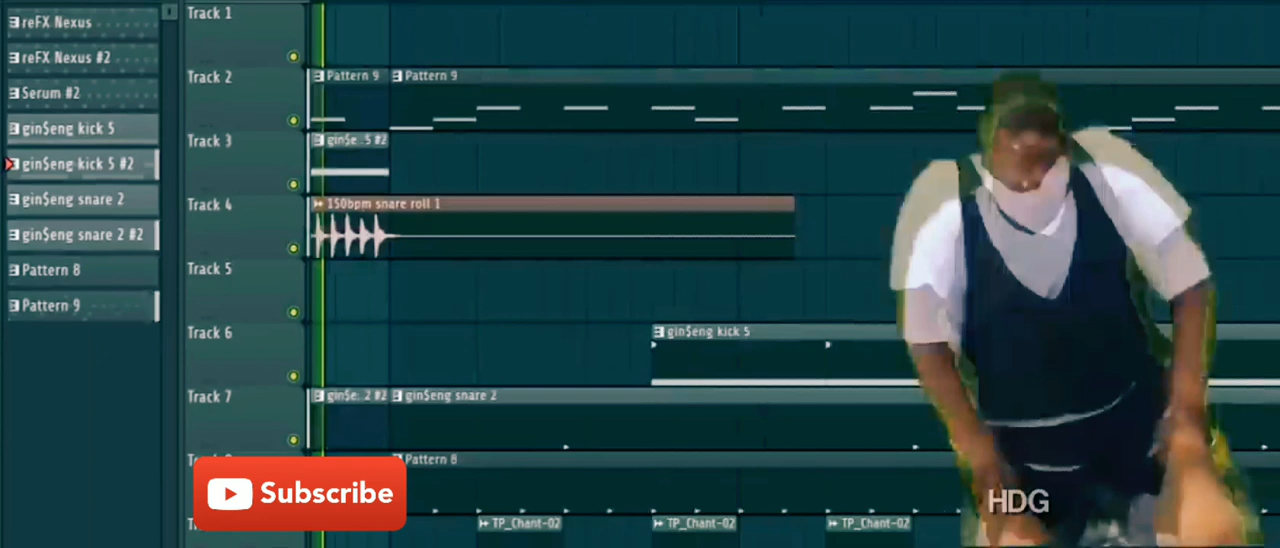 reFX Nexus
reFX Nexus #2
Serum #2
gin$eng kick 5
gin$eng kick 5 #2
gin$eng snare 2
gin$eng snare 2 #2
Pattern 8
Pattern 9
Track 1
Track 2
Pattern 9
Pattern 9
Track 3
gin$e..5 #2
Track 4
150bpm snare roll 1
Track 5
Track 6
gin$eng kick 5
Track 7
gin$e..2 #2
gin$eng snare 2
Pattern 8
Subscribe
TP_Chant-02
TP_Chant-02
TP_Chant-02
HDG